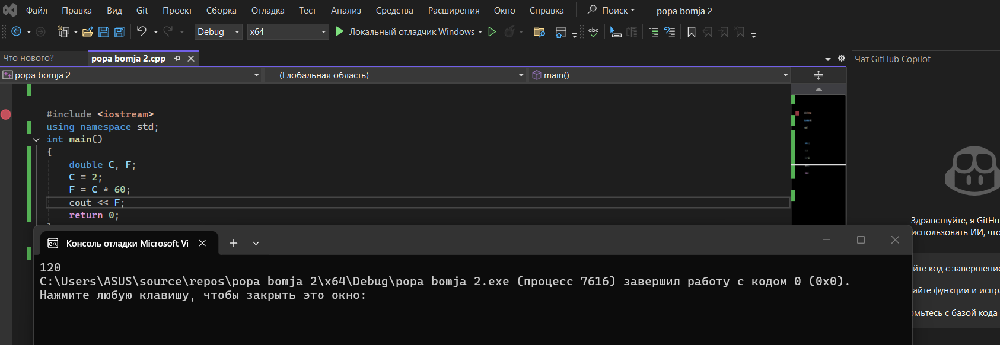 Файл Правка Вид Git Проект Сборка Отладка Тест Анализ Средства Расширения Окно Справка Поиск popa bomja 2
Debug x64 Локальный отладчик Windows abc
Что нового? popa bomja 2.cpp Чат GitHub Copilot
popa bomja 2 (Глобальная область) main()
#include <iostream>
using namespace std;
int main()
{
double C, F;
C = 2;
F = C * 60;
cout << F;
return 0;
Здравствуйте, я GitHu
использовать ИИ, что
йте код с завершение
айте функции и испр
омьтесь с базой кода
Консоль отладки Microsoft Vi
120
C:\Users\ASUS\source\repos\popa bomja 2\x64\Debug\popa bomja 2.exe (процесс 7616) завершил работу с кодом 0 (0x0).
Нажмите любую клавишу, чтобы закрыть это окно: